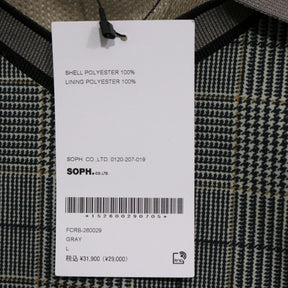 SHELL POLYESTER 100%
LINING POLYESTER 100%
SOPH. CO.,LTD. 0120-207-019
SOPH. CO.,LTD.
*152600290705*
FCRB-260029
GRAY
L
税込 ¥31,900 (¥29,000)